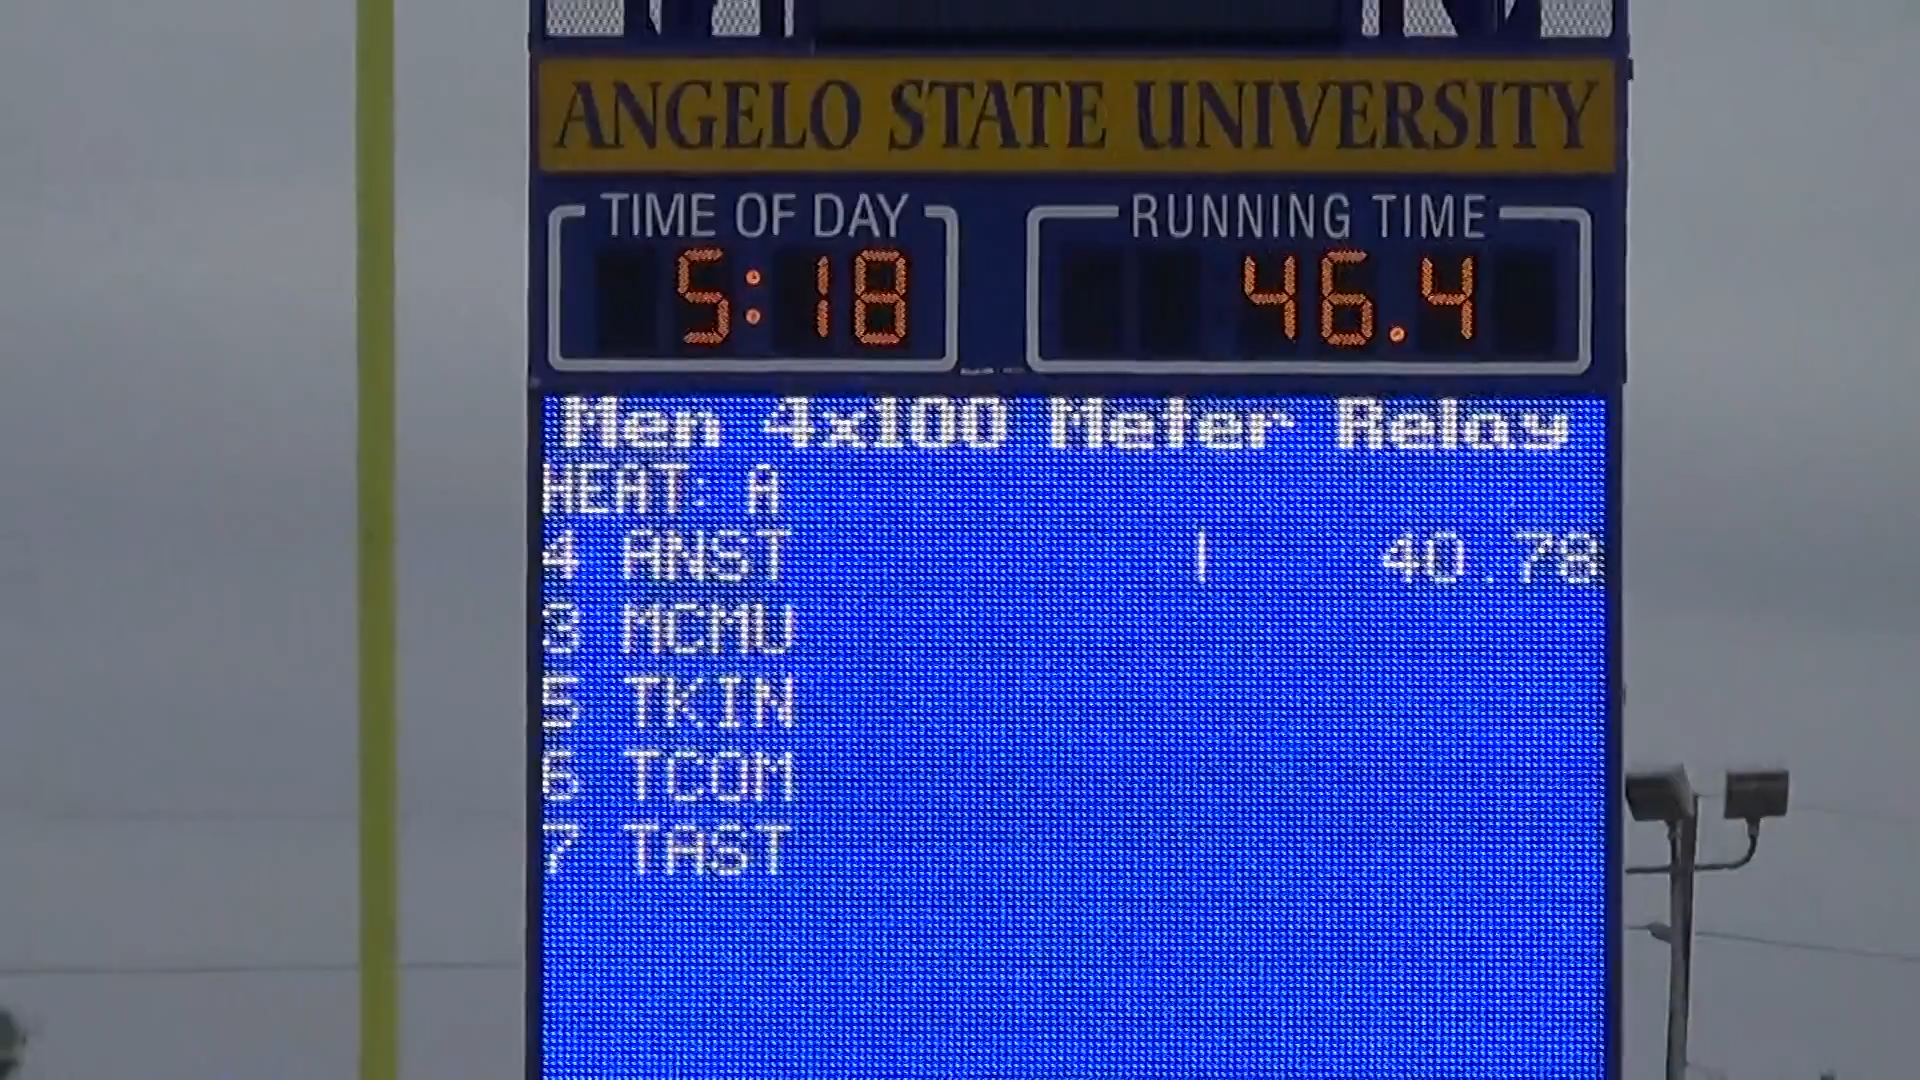 ANGELO STATE UNIVERSITY
TIME OF DAY
5:18
RUNNING TIME
46.4
Men 4x100 Meter Relay
HEAT: A
4 ANST 1 40.78
3 MCMU
5 TKIN
6 TCOM
7 TAST